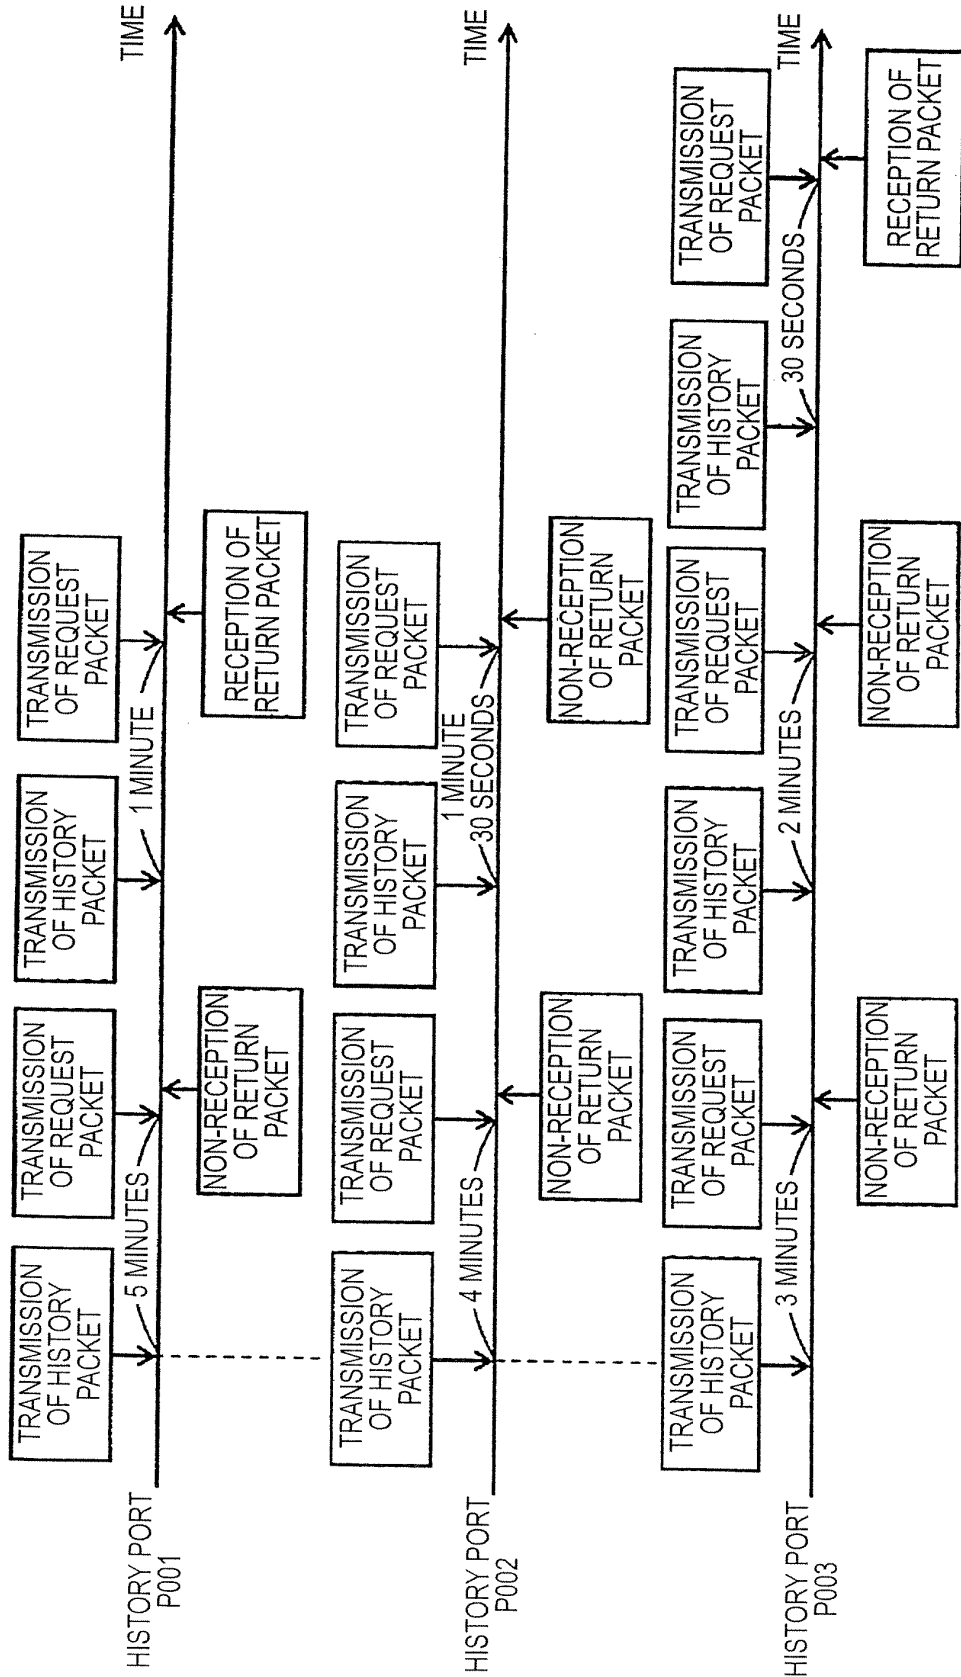 TRANSMISSION
OF HISTORY
PACKET
TRANSMISSION
OF REQUEST
PACKET
TRANSMISSION
OF HISTORY
PACKET
TRANSMISSION
OF REQUEST
PACKET
5 MINUTES
1 MINUTE
TIME
HISTORY PORT
P001
NON-RECEPTION
OF RETURN
PACKET
RECEPTION OF
RETURN PACKET
TRANSMISSION
OF HISTORY
PACKET
TRANSMISSION
OF REQUEST
PACKET
TRANSMISSION
OF HISTORY
PACKET
TRANSMISSION
OF REQUEST
PACKET
4 MINUTES
1 MINUTE
30 SECONDS
TIME
HISTORY PORT
P002
NON-RECEPTION
OF RETURN
PACKET
NON-RECEPTION
OF RETURN
PACKET
TRANSMISSION
OF HISTORY
PACKET
TRANSMISSION
OF REQUEST
PACKET
TRANSMISSION
OF HISTORY
PACKET
TRANSMISSION
OF REQUEST
PACKET
TRANSMISSION
OF HISTORY
PACKET
TRANSMISSION
OF REQUEST
PACKET
3 MINUTES
2 MINUTES
30 SECONDS
TIME
HISTORY PORT
P003
NON-RECEPTION
OF RETURN
PACKET
NON-RECEPTION
OF RETURN
PACKET
RECEPTION OF
RETURN PACKET